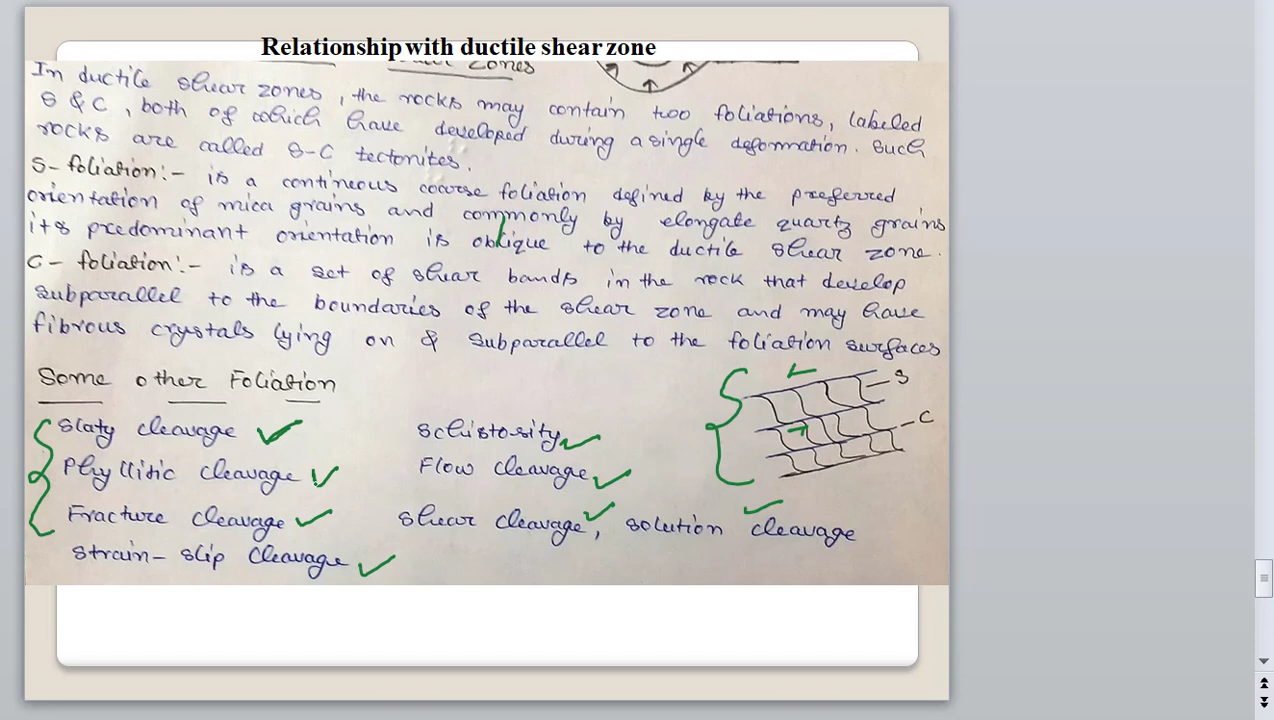 Relationship with ductile shear zone
Zones
In ductile shear zones, the rocks may contain two foliations, labeled
S & C, both of which have developed during a single deformation. Such
rocks are called S-C tectonites.
S- foliation:- is a contineous coarse foliation defined by the preferred
orientation of mica grains and commonly by elongate quartz grains
its predominant orientation is oblique to the ductile shear zone.
C- foliation:- is a set of shear bands in the rock that develop
subparallel to the boundaries of the shear zone and may have
fibrous crystals lying on & subparallel to the foliation surfaces
Some other Foliation
S
C
Slaty cleavage
Schistosity
Phyllitic cleavage
Flow cleavage
Fracture cleavage
Shear cleavage, solution cleavage
Strain- slip cleavage